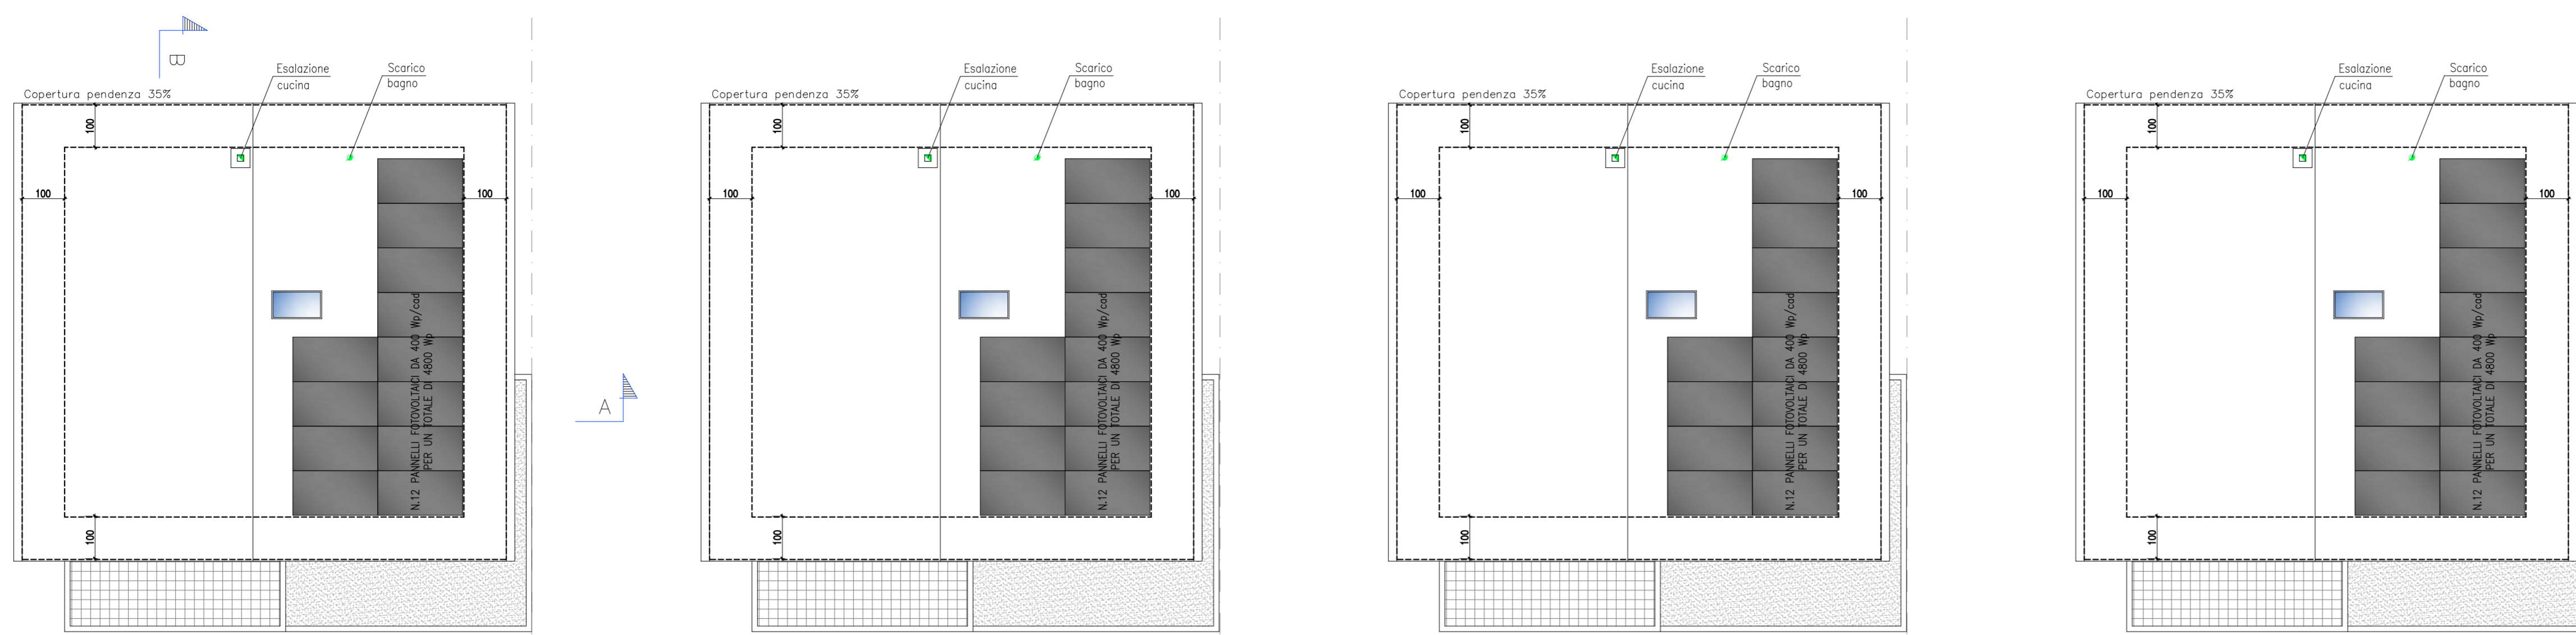 B
Esalazione
cucina
Scarico
bagno
Copertura pendenza 35%
100
100
100
100
N.12 PANNELLI FOTOVOLTAICI DA 400 Wp/cad
PER UN TOTALE DI 4800 Wp
A
Esalazione
cucina
Scarico
bagno
Copertura pendenza 35%
100
100
100
100
N.12 PANNELLI FOTOVOLTAICI DA 400 Wp/cad
PER UN TOTALE DI 4800 Wp
Esalazione
cucina
Scarico
bagno
Copertura pendenza 35%
100
100
100
100
N.12 PANNELLI FOTOVOLTAICI DA 400 Wp/cad
PER UN TOTALE DI 4800 Wp
Esalazione
cucina
Scarico
bagno
Copertura pendenza 35%
100
100
100
100
N.12 PANNELLI FOTOVOLTAICI DA 400 Wp/cad
PER UN TOTALE DI 4800 Wp